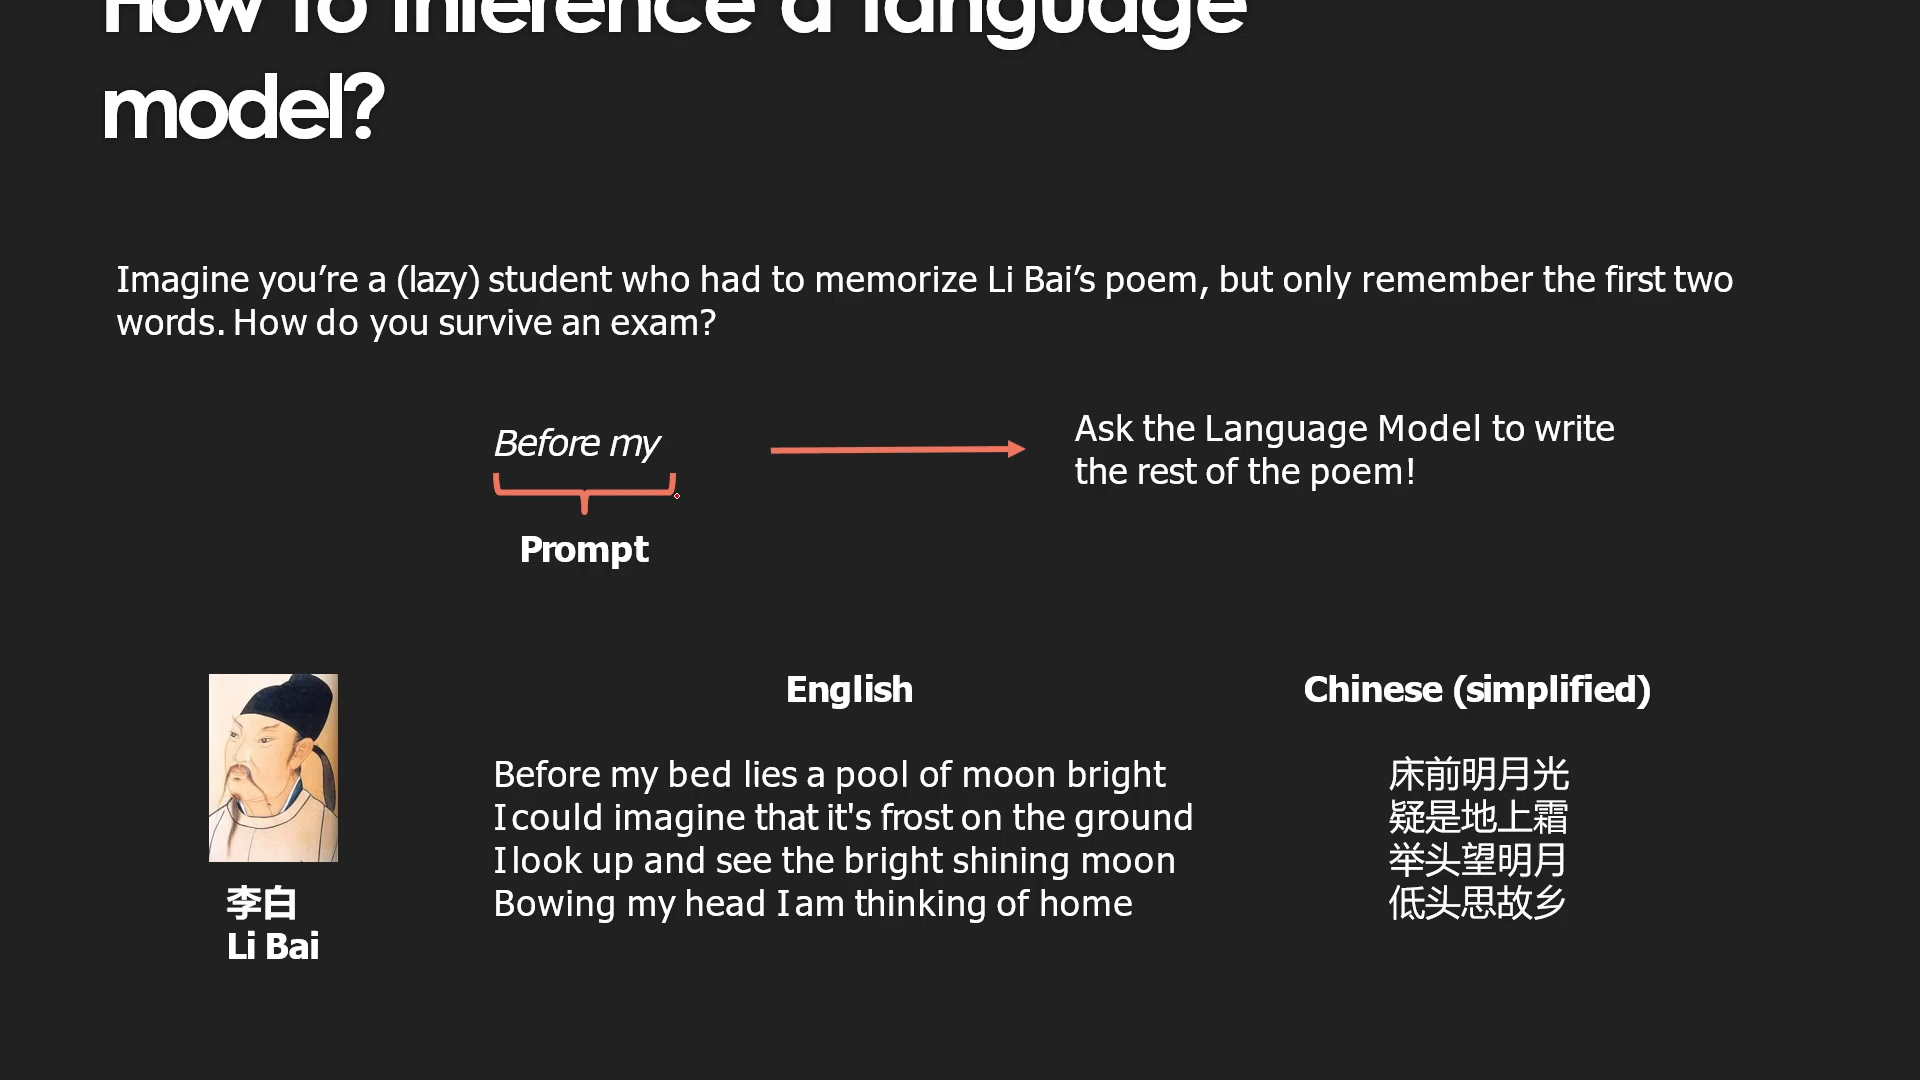 How to inference a language
model?
Imagine you’re a (lazy) student who had to memorize Li Bai’s poem, but only remember the first two
words. How do you survive an exam?
Before my
Ask the Language Model to write
the rest of the poem!
Prompt
English
Before my bed lies a pool of moon bright
I could imagine that it's frost on the ground
I look up and see the bright shining moon
Bowing my head I am thinking of home
Chinese (simplified)
床前明月光
疑是地上霜
举头望明月
低头思故乡
李白
Li Bai